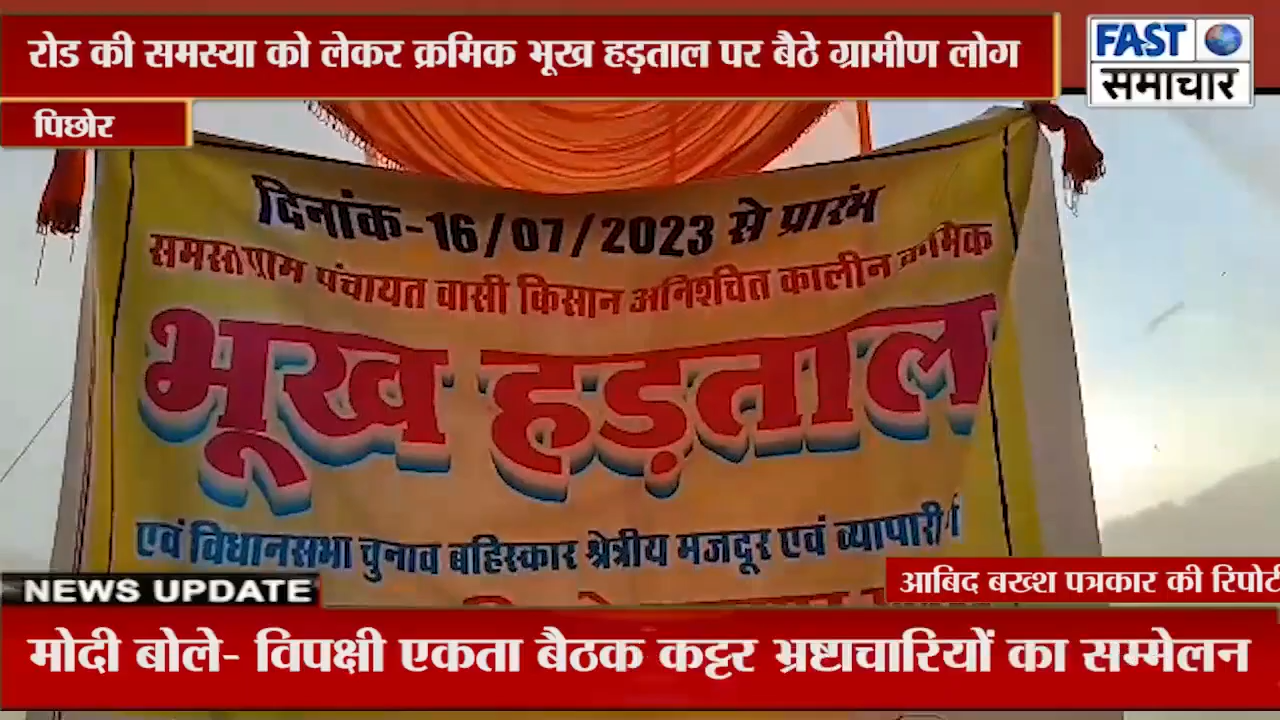 रोड की समस्या को लेकर क्रमिक भूख हड़ताल पर बैठे ग्रामीण लोग
FAST
समाचार
पिछोर
दिनांक-16/07/2023 से प्रारंभ
समस्त ग्राम पंचायत वासी किसान अनिश्चित कालीन क्रमिक
भूख हड़ताल
एवं विधानसभा चुनाव बहिस्कार श्रेत्रीय मजदूर एवं व्यापारी
NEWS UPDATE
आबिद बख्श पत्रकार की रिपोर्ट
मोदी बोले- विपक्षी एकता बैठक कट्टर भ्रष्टाचारियों का सम्मेलन